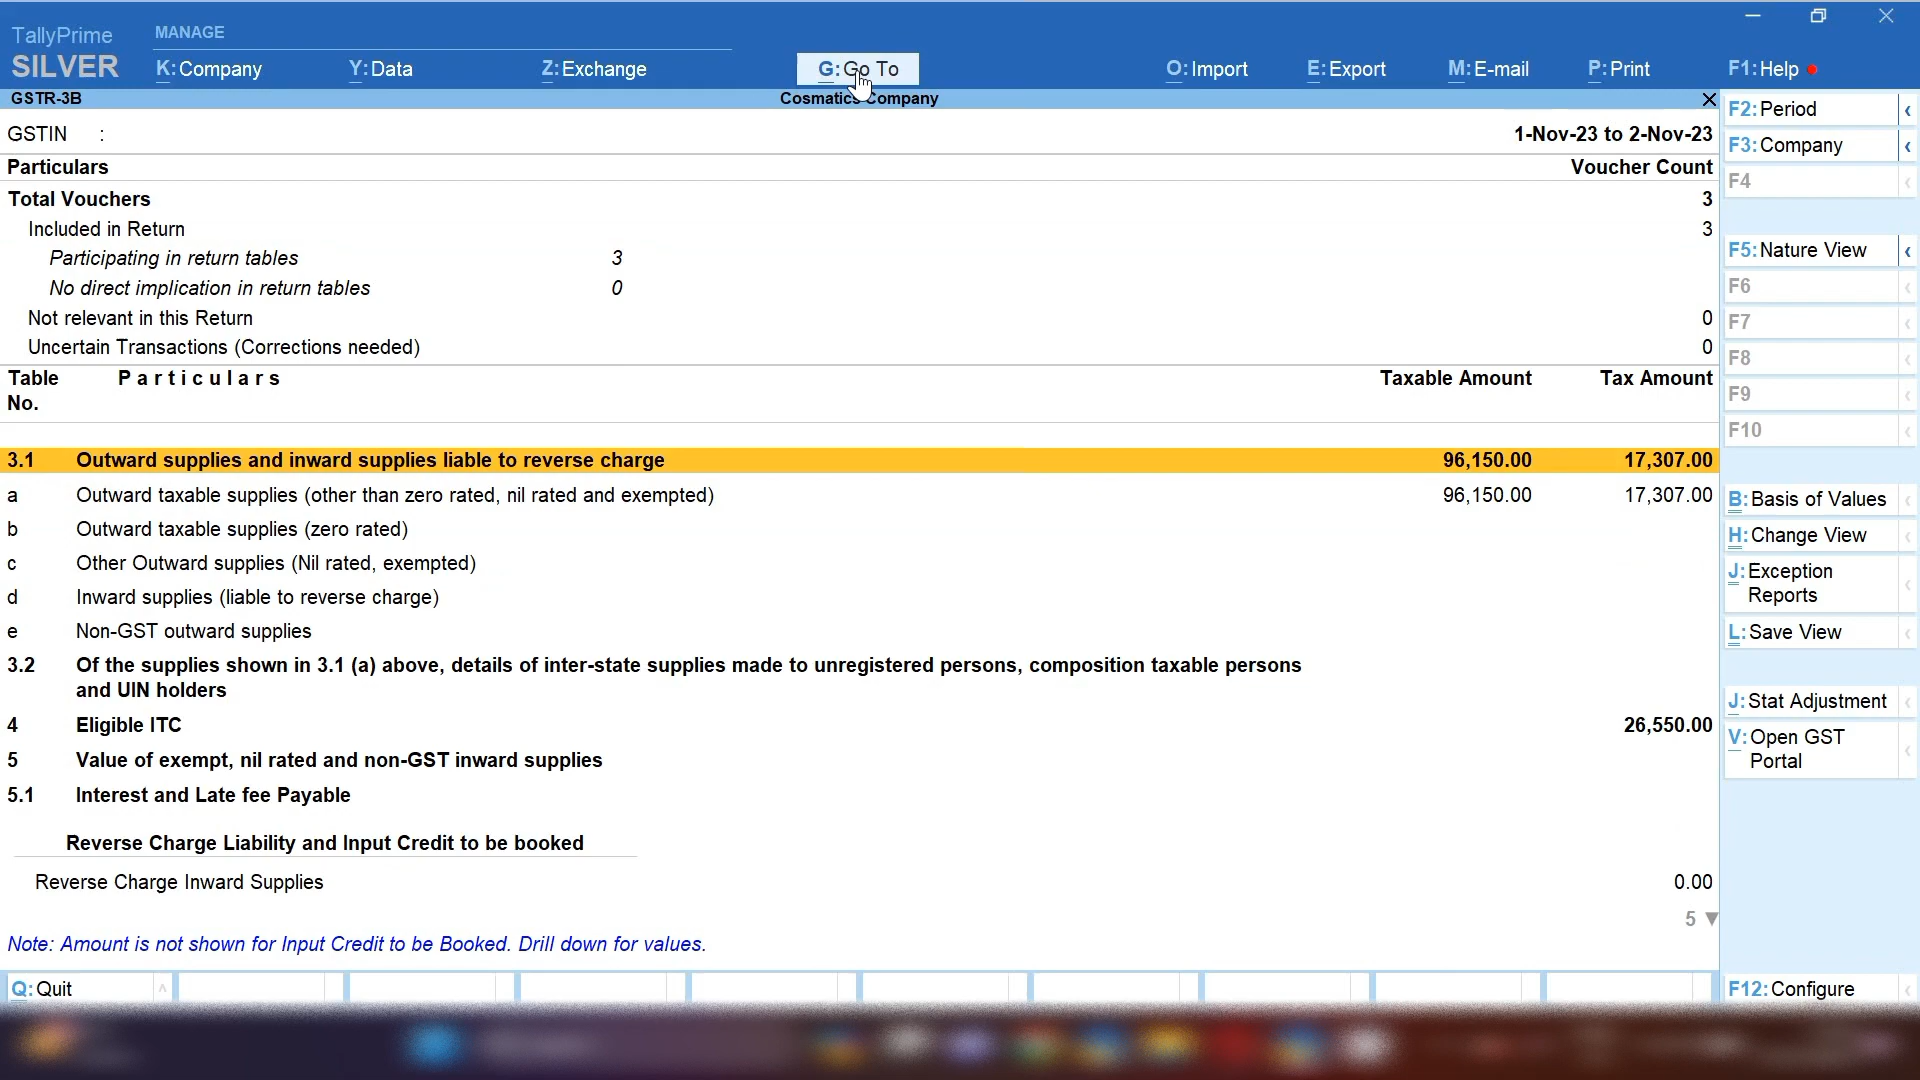 TallyPrime
SILVER
MANAGE
K:Company Y:Data Z:Exchange G:Go To O:Import E:Export M:E-mail P:Print F1:Help
GSTR-3B Cosmatics Company
GSTIN : 1-Nov-23 to 2-Nov-23
Particulars Voucher Count
Total Vouchers 3
Included in Return 3
Participating in return tables 3
No direct implication in return tables 0
Not relevant in this Return 0
Uncertain Transactions (Corrections needed) 0
Table Particulars Taxable Amount Tax Amount
No.
3.1 Outward supplies and inward supplies liable to reverse charge 96,150.00 17,307.00
a Outward taxable supplies (other than zero rated, nil rated and exempted) 96,150.00 17,307.00
b Outward taxable supplies (zero rated)
c Other Outward supplies (Nil rated, exempted)
d Inward supplies (liable to reverse charge)
e Non-GST outward supplies
3.2 Of the supplies shown in 3.1 (a) above, details of inter-state supplies made to unregistered persons, composition taxable persons
and UIN holders
4 Eligible ITC 26,550.00
5 Value of exempt, nil rated and non-GST inward supplies
5.1 Interest and Late fee Payable
Reverse Charge Liability and Input Credit to be booked
Reverse Charge Inward Supplies 0.00
5 ▼
Note: Amount is not shown for Input Credit to be Booked. Drill down for values.
Q:Quit
F2:Period
F3:Company
F4
F5:Nature View
F6
F7
F8
F9
F10
B:Basis of Values
H:Change View
J:Exception
Reports
L:Save View
J:Stat Adjustment
V:Open GST
Portal
F12:Configure